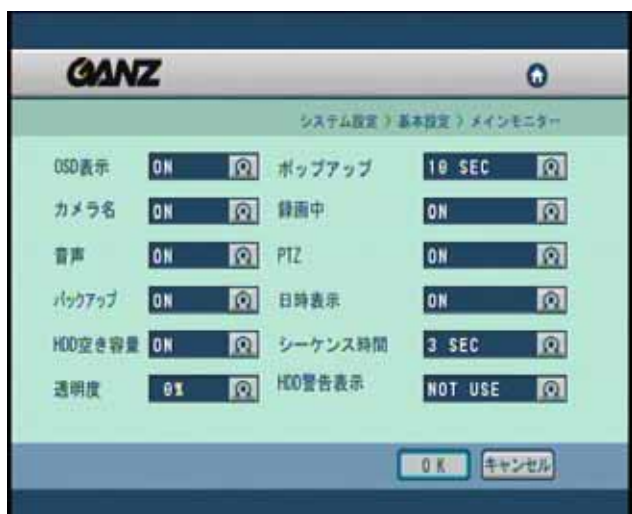 GANZ
システム設定 〉 基本設定 〉 メインモニター
OSD表示 ON ポップアップ 10 SEC
カメラ名 ON 録画中 ON
音声 ON PTZ ON
バックアップ ON 日時表示 ON
HDD空き容量 ON シーケンス時間 3 SEC
透明度 0% HDD警告表示 NOT USE
OK キャンセル